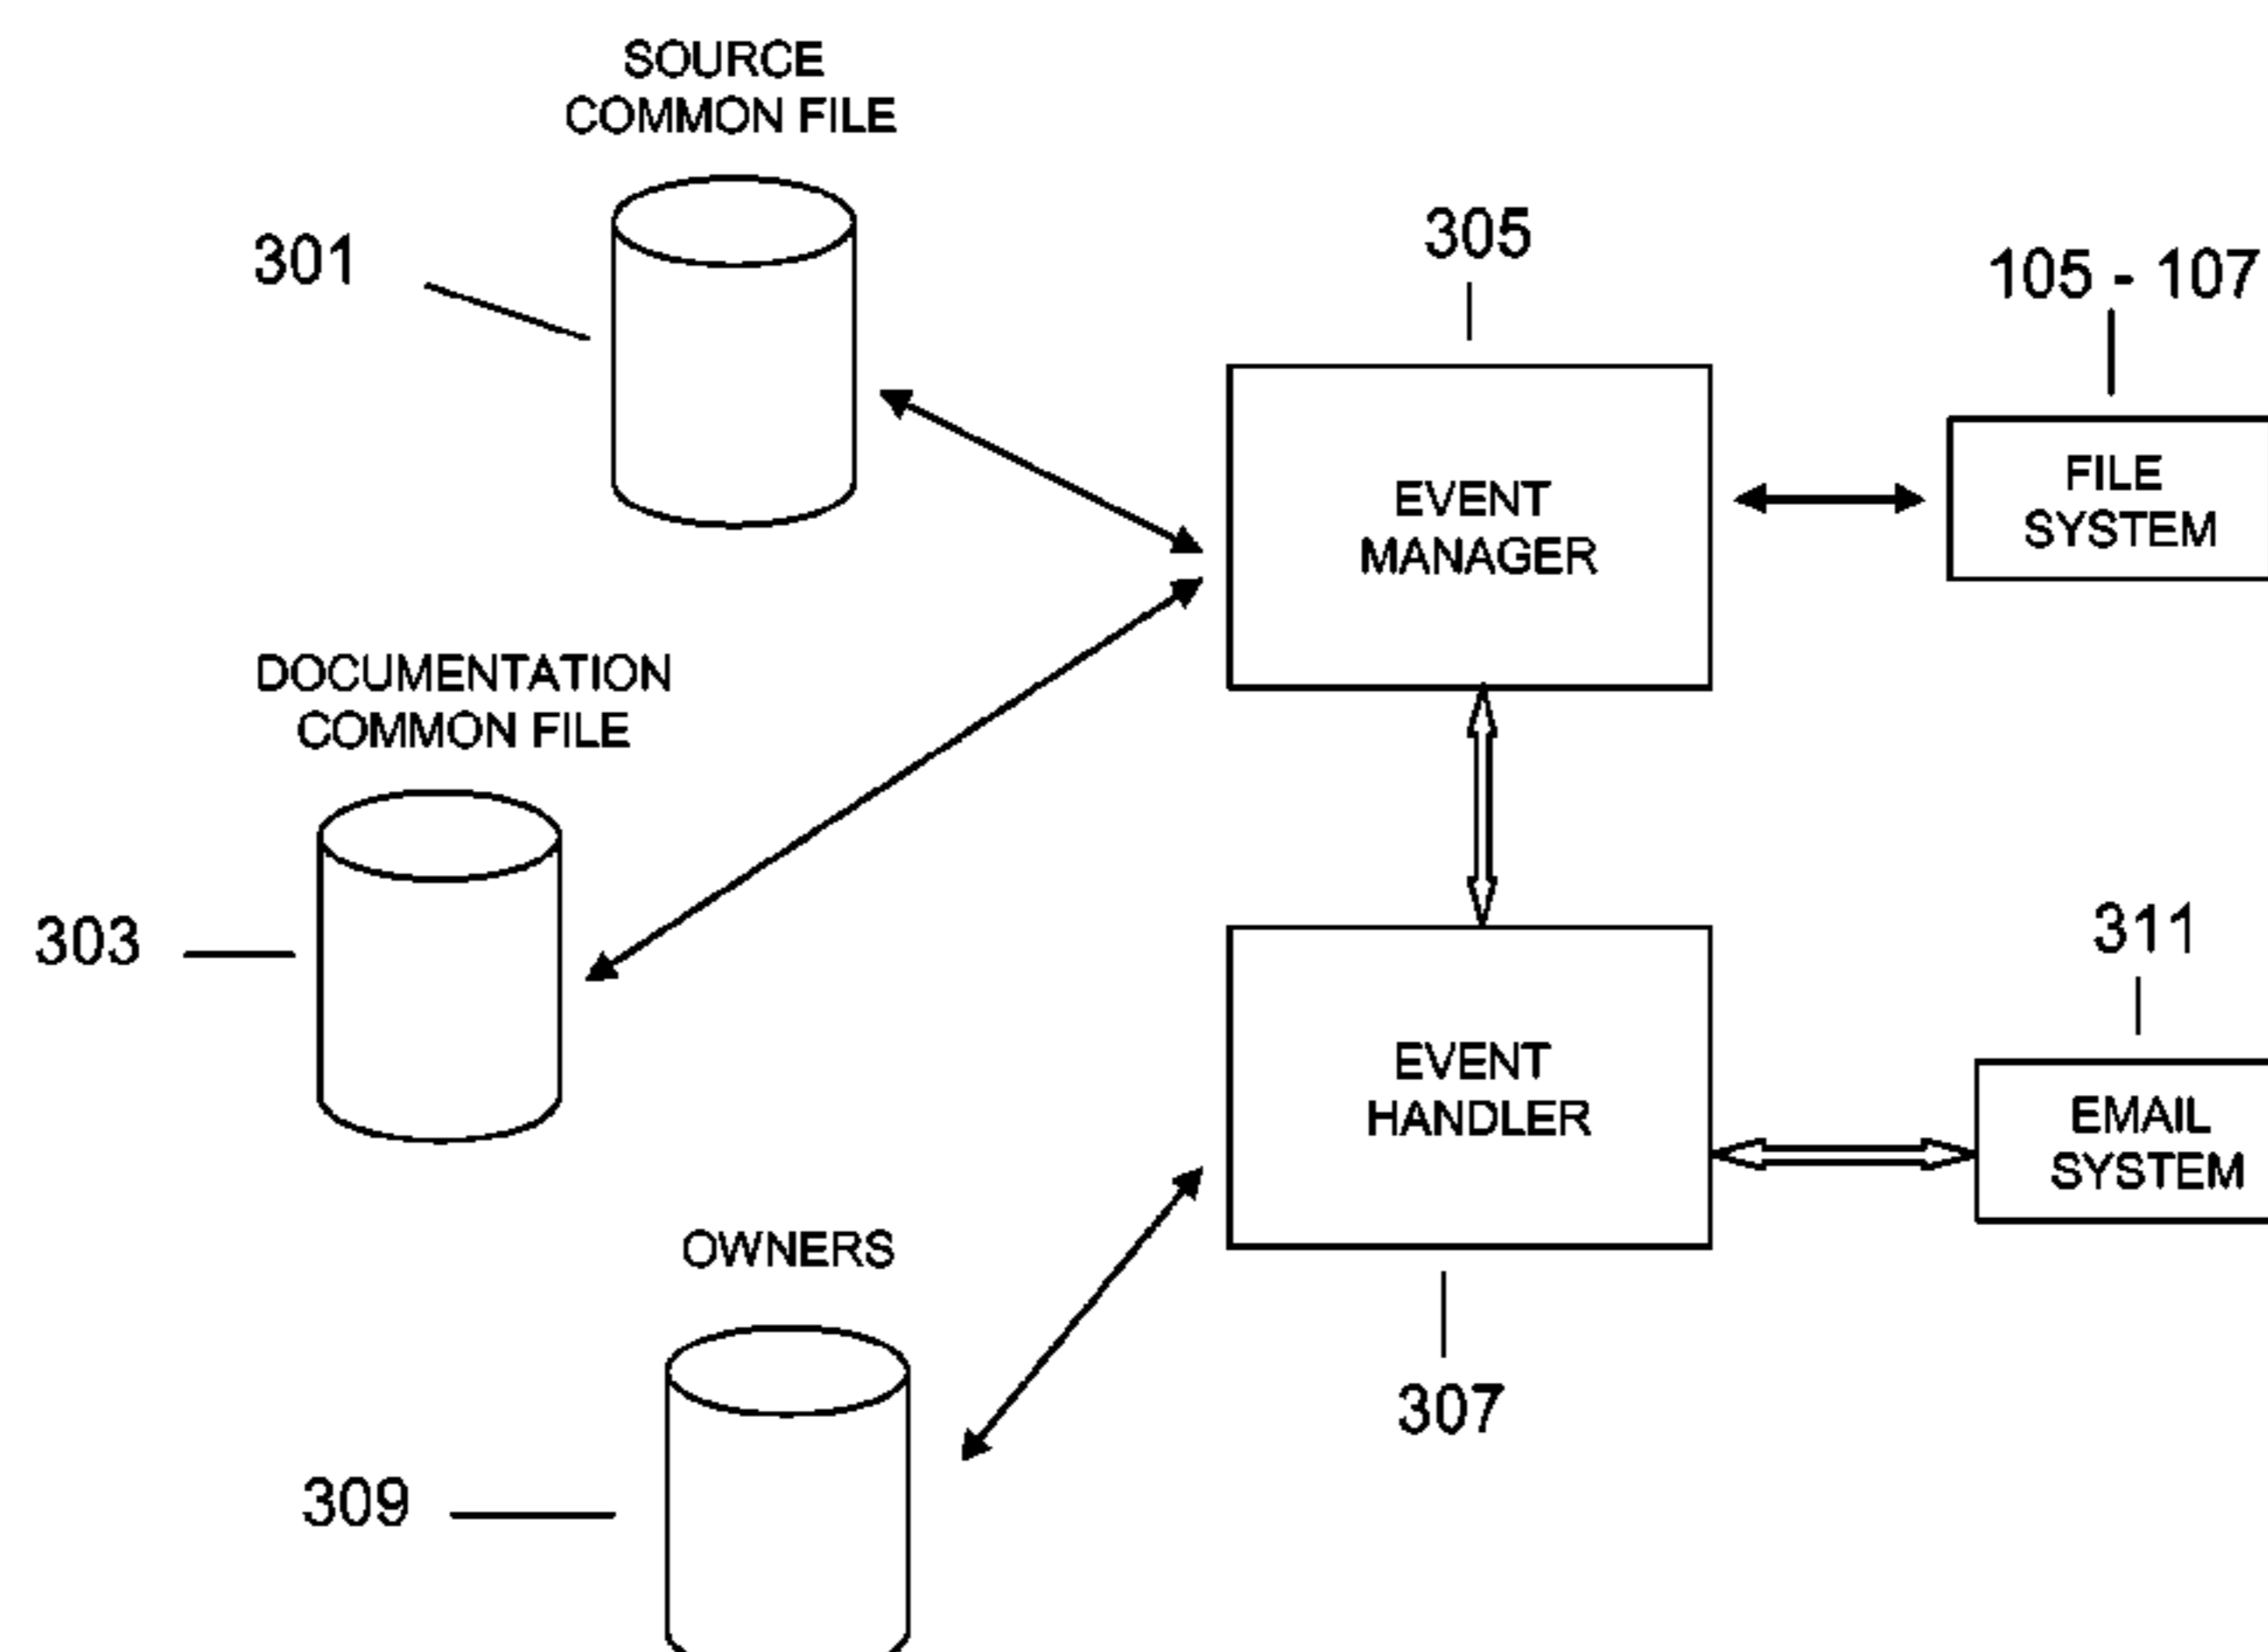 SOURCE
COMMON FILE
301
305
105 - 107
EVENT
MANAGER
FILE
SYSTEM
DOCUMENTATION
COMMON FILE
303
311
EVENT
HANDLER
EMAIL
SYSTEM
OWNERS
307
309